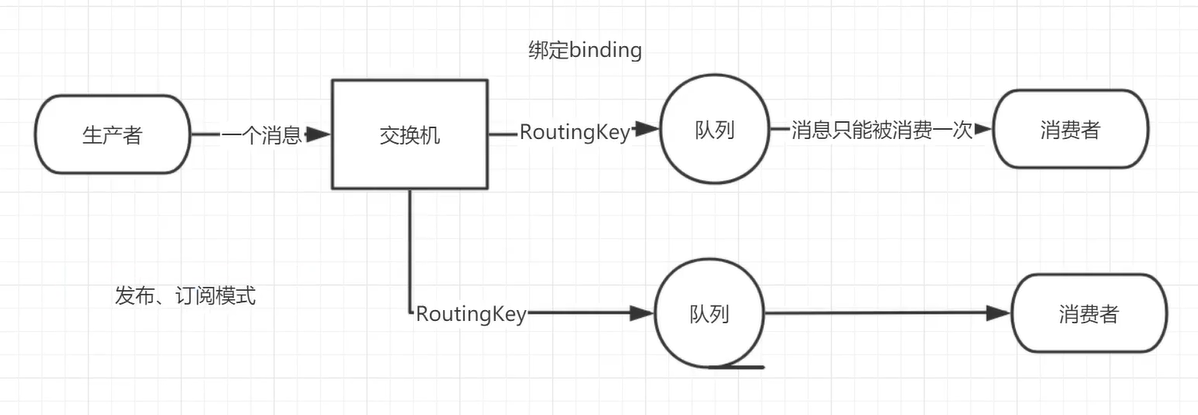 绑定binding
生产者
一个消息
交换机
RoutingKey
队列
消息只能被消费一次
消费者
发布、订阅模式
RoutingKey
队列
消费者